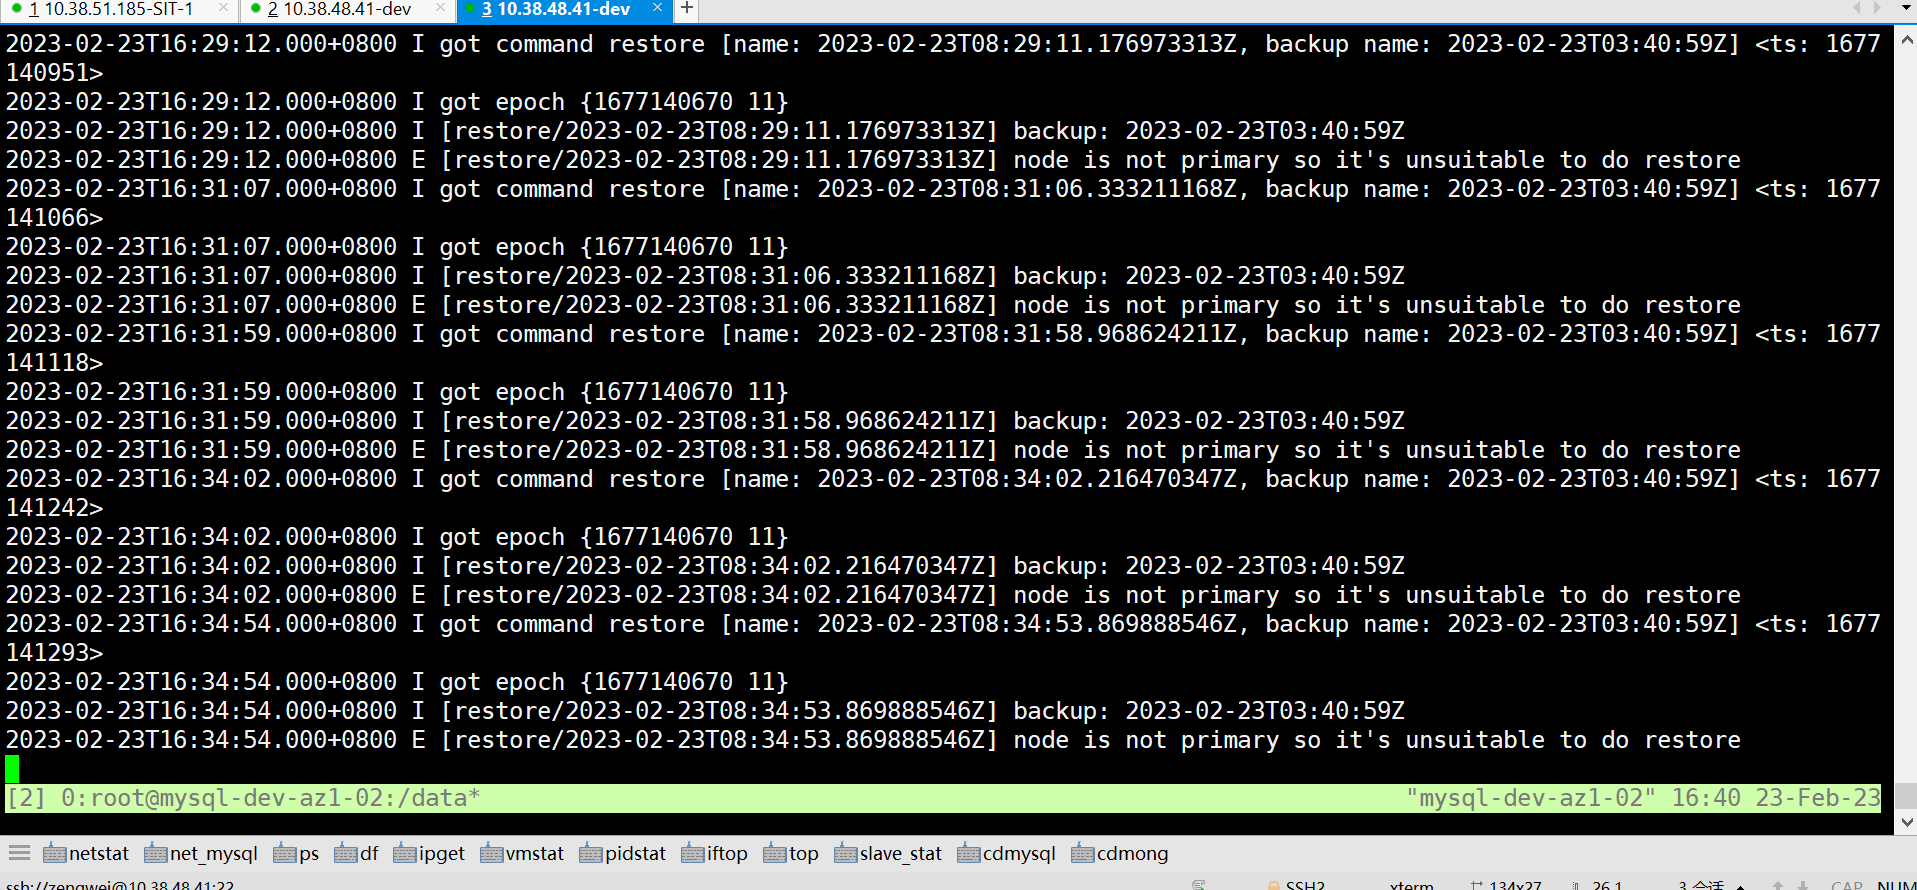 1 10.38.51.185-SIT-1 × 2 10.38.48.41-dev × 3 10.38.48.41-dev × +
2023-02-23T16:29:12.000+0800 I got command restore [name: 2023-02-23T08:29:11.176973313Z, backup name: 2023-02-23T03:40:59Z] <ts: 1677
140951>
2023-02-23T16:29:12.000+0800 I got epoch {1677140670 11}
2023-02-23T16:29:12.000+0800 I [restore/2023-02-23T08:29:11.176973313Z] backup: 2023-02-23T03:40:59Z
2023-02-23T16:29:12.000+0800 E [restore/2023-02-23T08:29:11.176973313Z] node is not primary so it's unsuitable to do restore
2023-02-23T16:31:07.000+0800 I got command restore [name: 2023-02-23T08:31:06.333211168Z, backup name: 2023-02-23T03:40:59Z] <ts: 1677
141066>
2023-02-23T16:31:07.000+0800 I got epoch {1677140670 11}
2023-02-23T16:31:07.000+0800 I [restore/2023-02-23T08:31:06.333211168Z] backup: 2023-02-23T03:40:59Z
2023-02-23T16:31:07.000+0800 E [restore/2023-02-23T08:31:06.333211168Z] node is not primary so it's unsuitable to do restore
2023-02-23T16:31:59.000+0800 I got command restore [name: 2023-02-23T08:31:58.968624211Z, backup name: 2023-02-23T03:40:59Z] <ts: 1677
141118>
2023-02-23T16:31:59.000+0800 I got epoch {1677140670 11}
2023-02-23T16:31:59.000+0800 I [restore/2023-02-23T08:31:58.968624211Z] backup: 2023-02-23T03:40:59Z
2023-02-23T16:31:59.000+0800 E [restore/2023-02-23T08:31:58.968624211Z] node is not primary so it's unsuitable to do restore
2023-02-23T16:34:02.000+0800 I got command restore [name: 2023-02-23T08:34:02.216470347Z, backup name: 2023-02-23T03:40:59Z] <ts: 1677
141242>
2023-02-23T16:34:02.000+0800 I got epoch {1677140670 11}
2023-02-23T16:34:02.000+0800 I [restore/2023-02-23T08:34:02.216470347Z] backup: 2023-02-23T03:40:59Z
2023-02-23T16:34:02.000+0800 E [restore/2023-02-23T08:34:02.216470347Z] node is not primary so it's unsuitable to do restore
2023-02-23T16:34:54.000+0800 I got command restore [name: 2023-02-23T08:34:53.869888546Z, backup name: 2023-02-23T03:40:59Z] <ts: 1677
141293>
2023-02-23T16:34:54.000+0800 I got epoch {1677140670 11}
2023-02-23T16:34:54.000+0800 I [restore/2023-02-23T08:34:53.869888546Z] backup: 2023-02-23T03:40:59Z
2023-02-23T16:34:54.000+0800 E [restore/2023-02-23T08:34:53.869888546Z] node is not primary so it's unsuitable to do restore
[2] 0:root@mysql-dev-az1-02:/data* "mysql-dev-az1-02" 16:40 23-Feb-23
netstat net_mysql ps df ipget vmstat pidstat iftop top slave_stat cdmysql cdmong
ssh://zengwei@10.38.48.41:22 SSH2 xterm 134x27 26,1 3 会话 CAP NUM